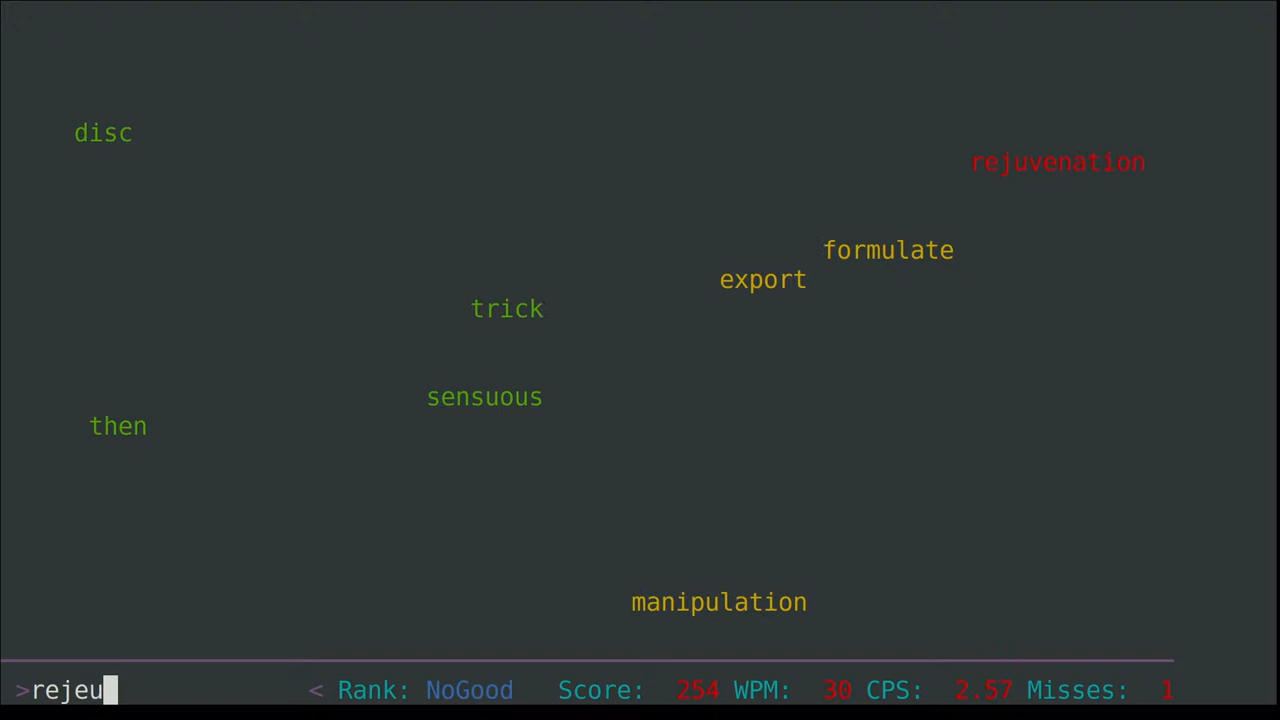 disc
rejuvenation
formulate
export
trick
sensuous
then
manipulation
>rejeu < Rank: NoGood Score: 254 WPM: 30 CPS: 2.57 Misses: 1